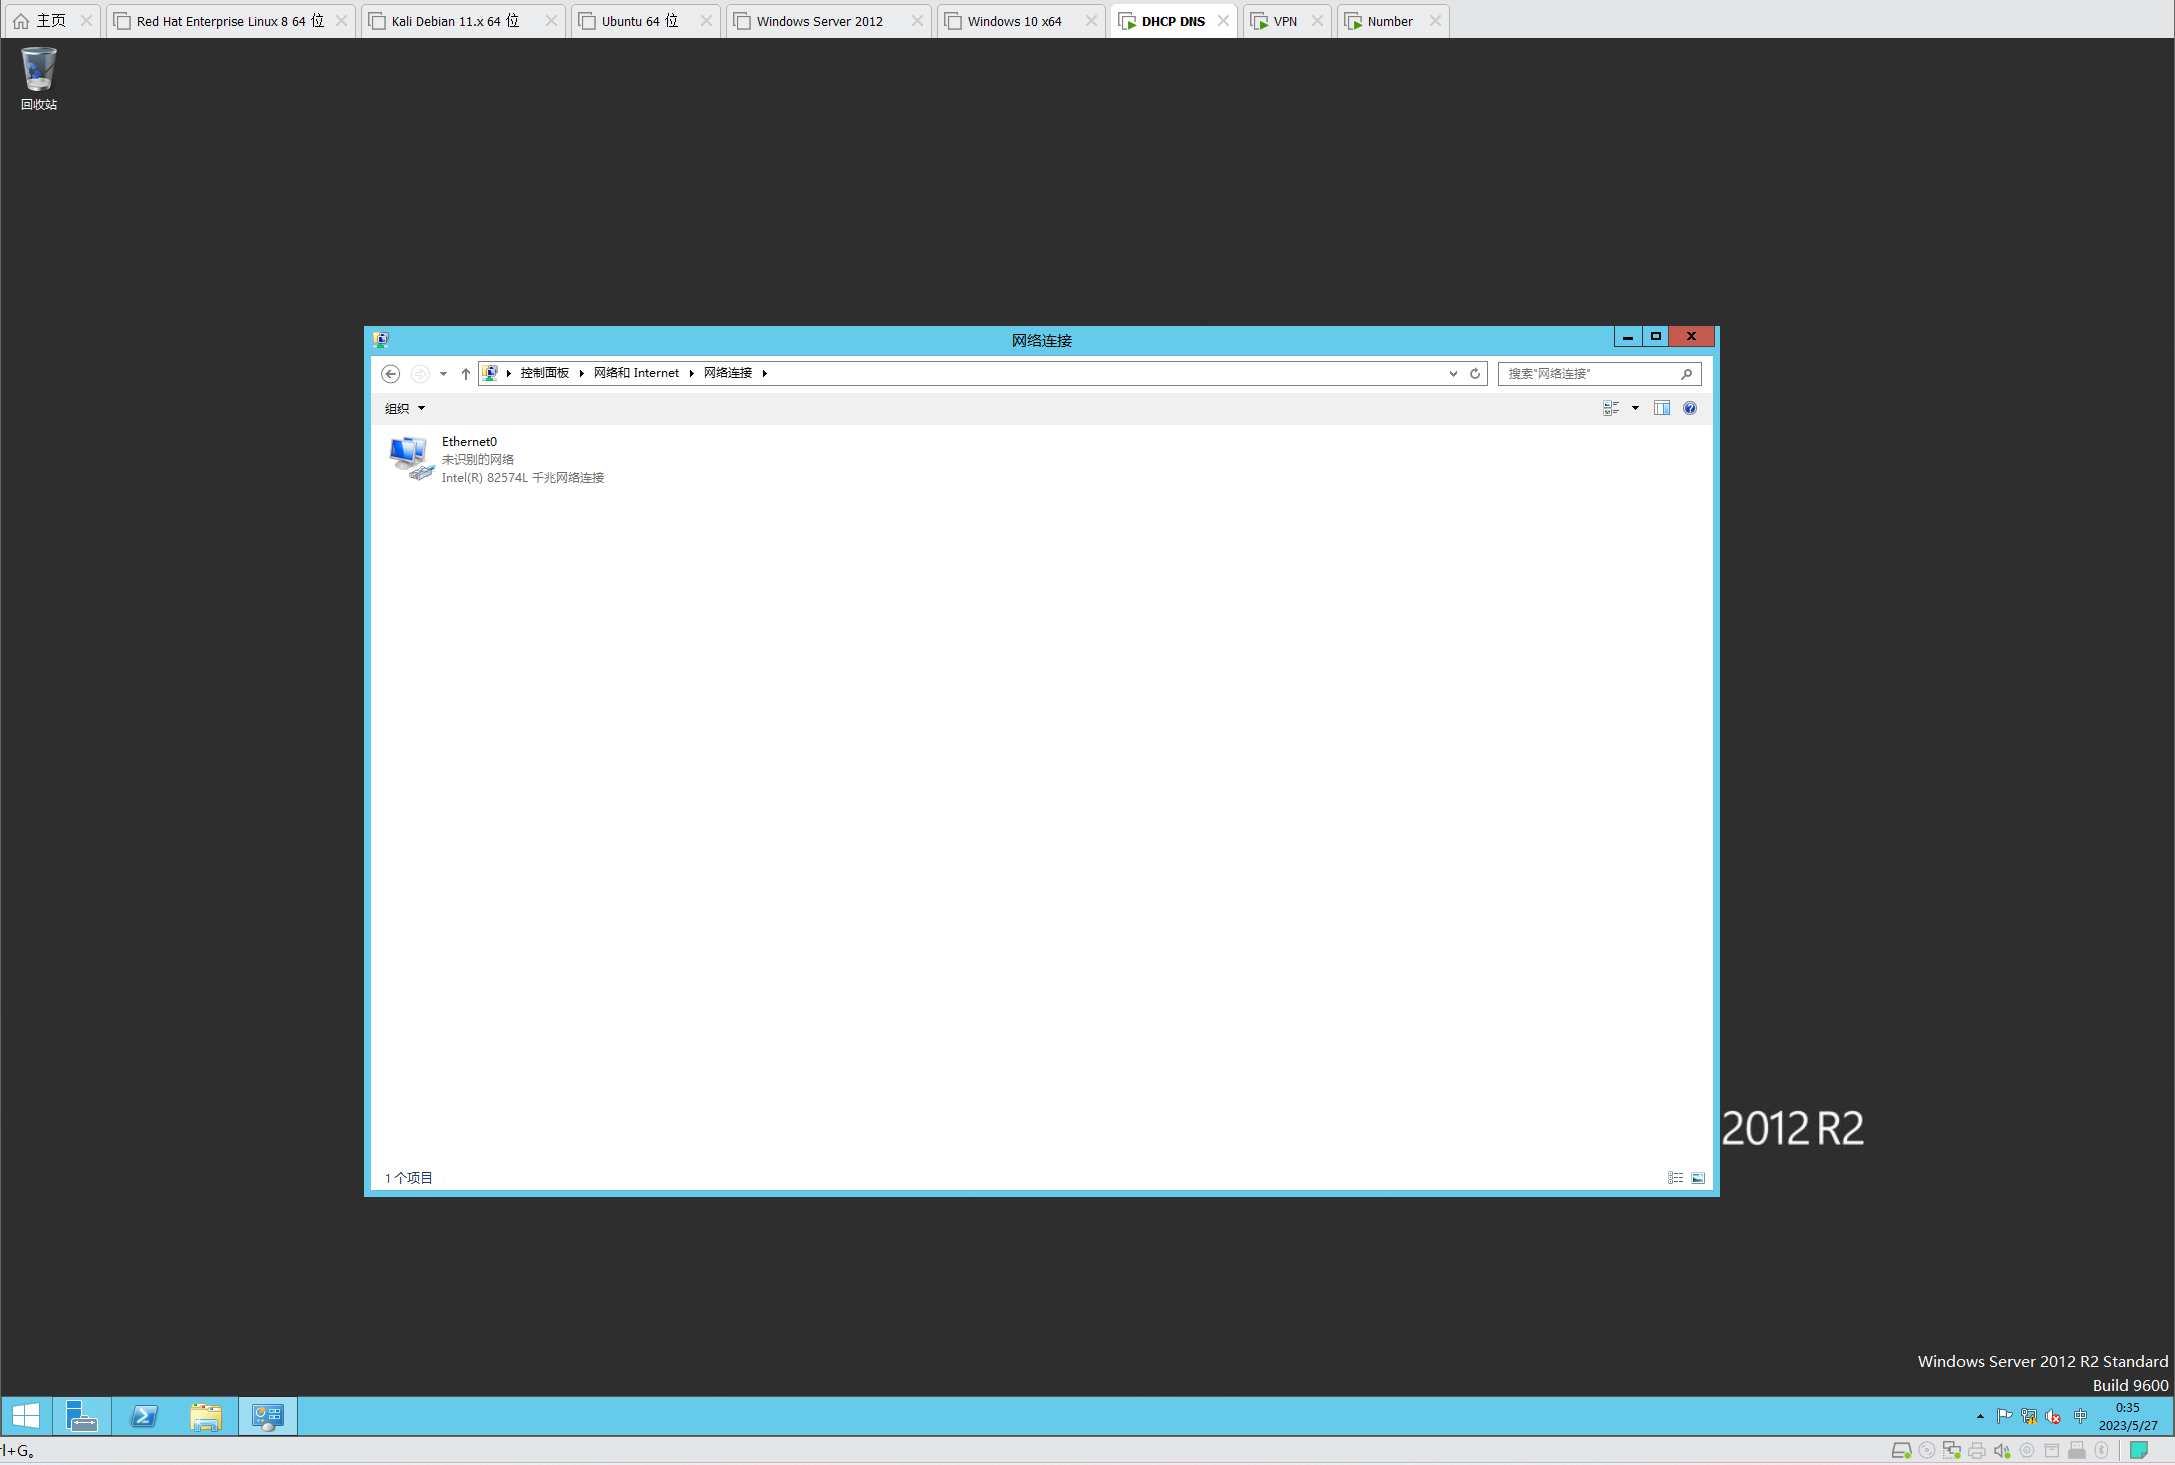 主页
Red Hat Enterprise Linux 8 64 位
Kali Debian 11.x 64 位
Ubuntu 64 位
Windows Server 2012
Windows 10 x64
DHCP DNS
VPN
Number
回收站
网络连接
控制面板
网络和 Internet
网络连接
搜索"网络连接"
组织
Ethernet0
未识别的网络
Intel(R) 82574L 千兆网络连接
1 个项目
2012 R2
Windows Server 2012 R2 Standard
Build 9600
中
0:35
2023/5/27
l+G。